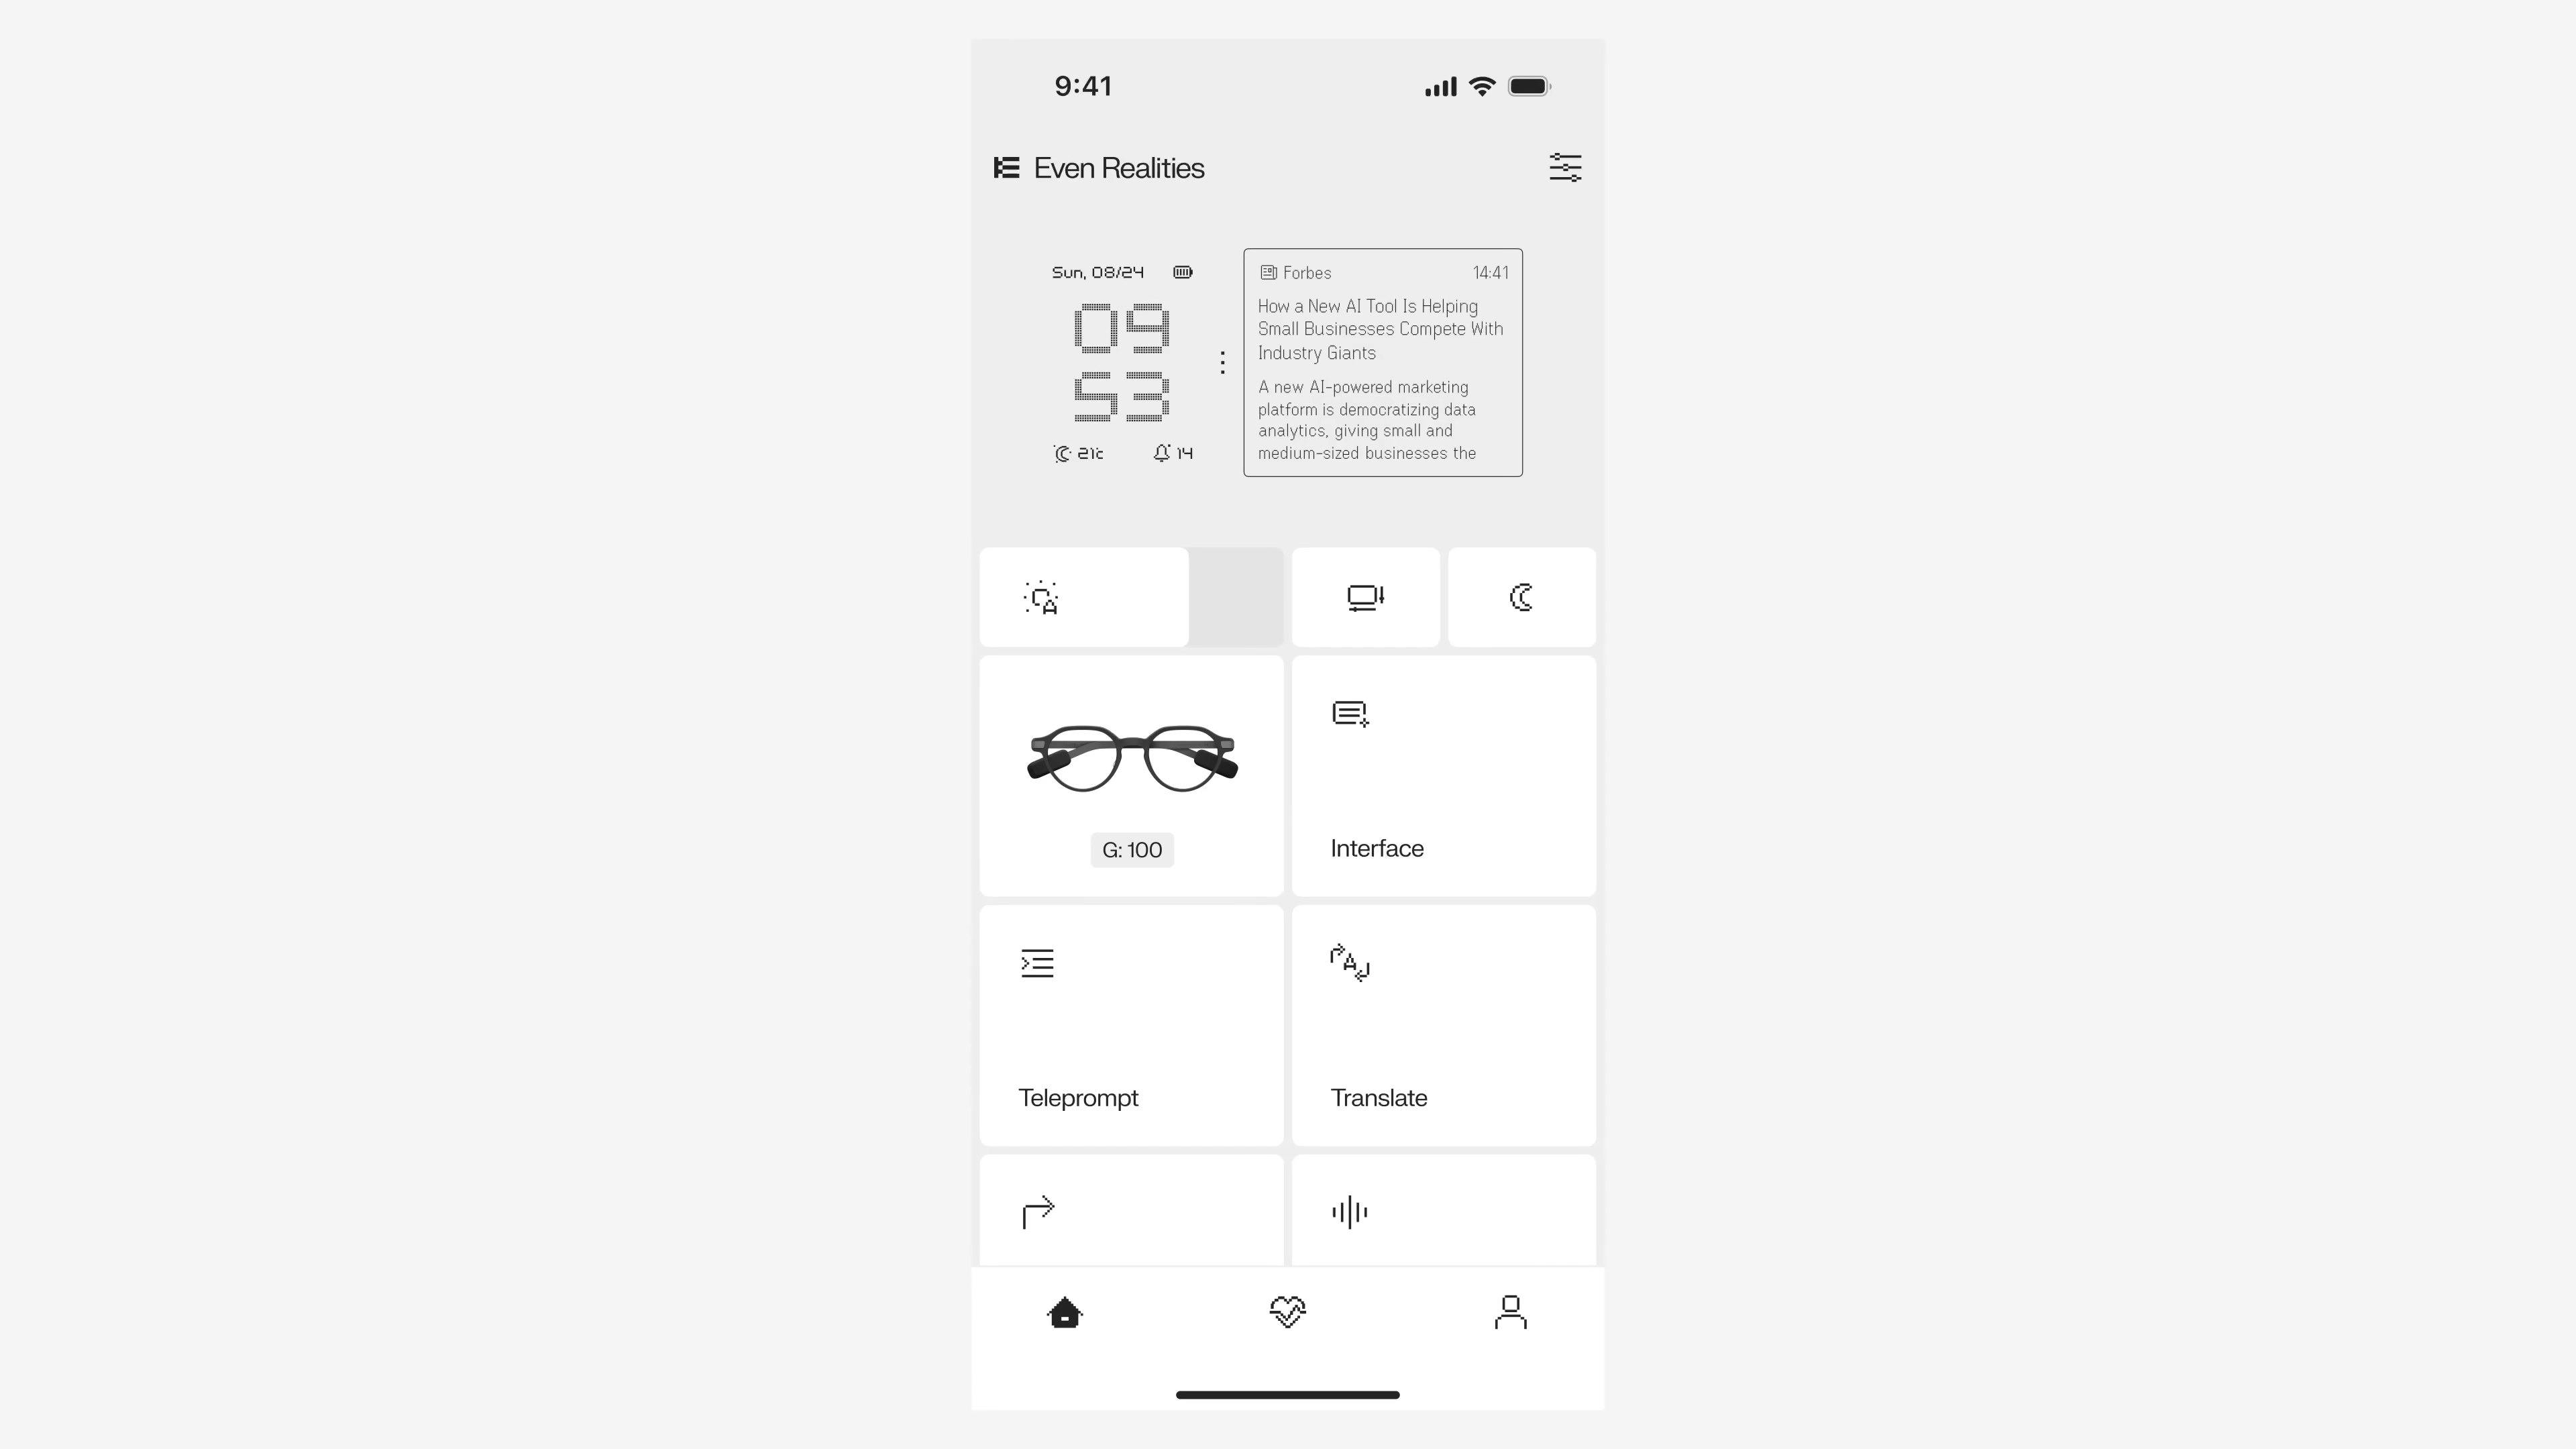 9:41
Even Realities
Sun, 08/24
09
53
21c
14
Forbes 14:41
How a New AI Tool Is Helping
Small Businesses Compete With
Industry Giants
A new AI-powered marketing
platform is democratizing data
analytics, giving small and
medium-sized businesses the
G: 100
Interface
Teleprompt
Translate